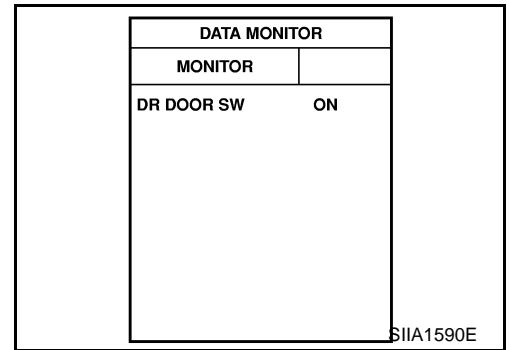 DATA MONITOR
MONITOR
DR DOOR SW ON
SIIA1590E